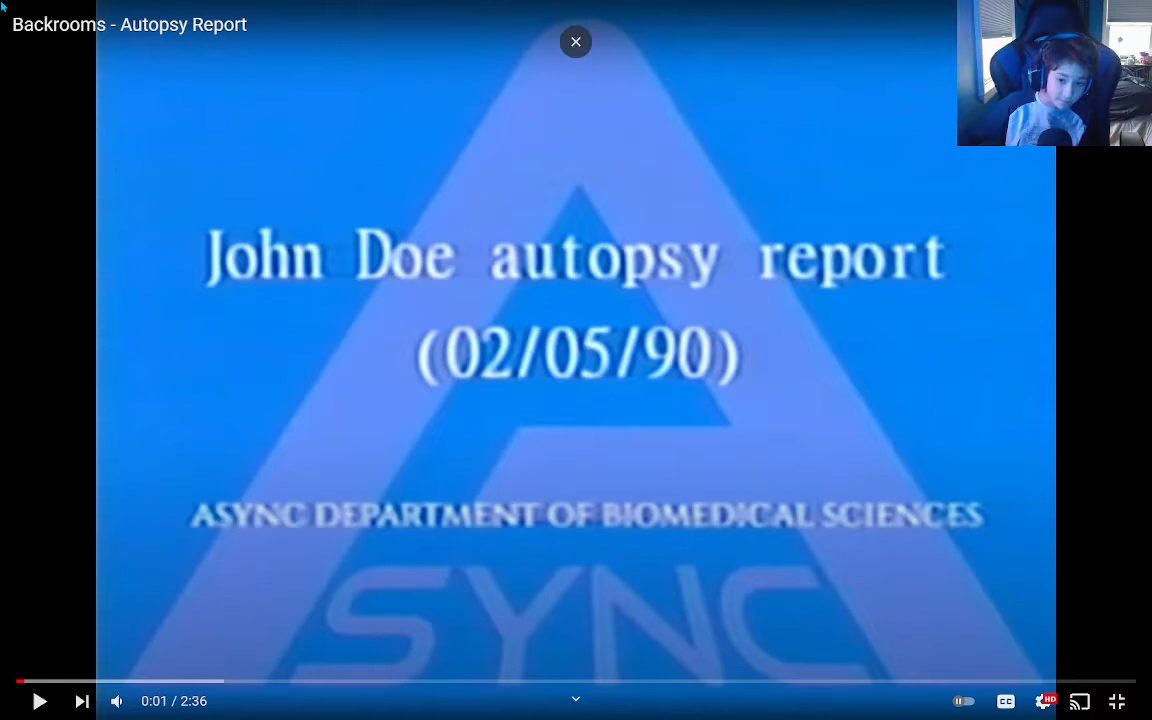 Backrooms - Autopsy Report
John Doe autopsy report
(02/05/90)
ASYNC DEPARTMENT OF BIOMEDICAL SCIENCES
ASYNC
0:01 / 2:36
CC
HD